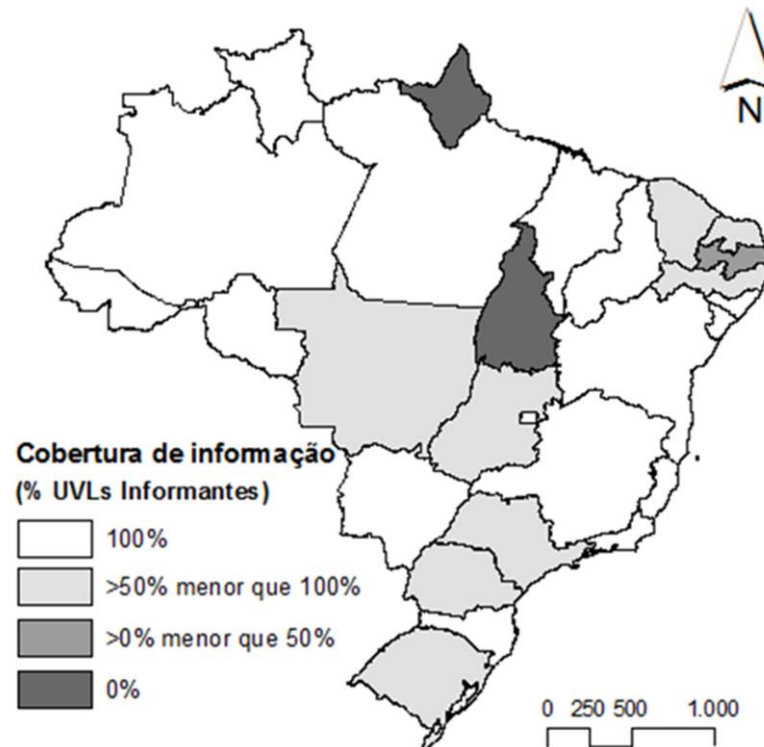 N
Cobertura de informação
(% UVLs Informantes)
100%
>50% menor que 100%
>0% menor que 50%
0%
0 250 500 1.000